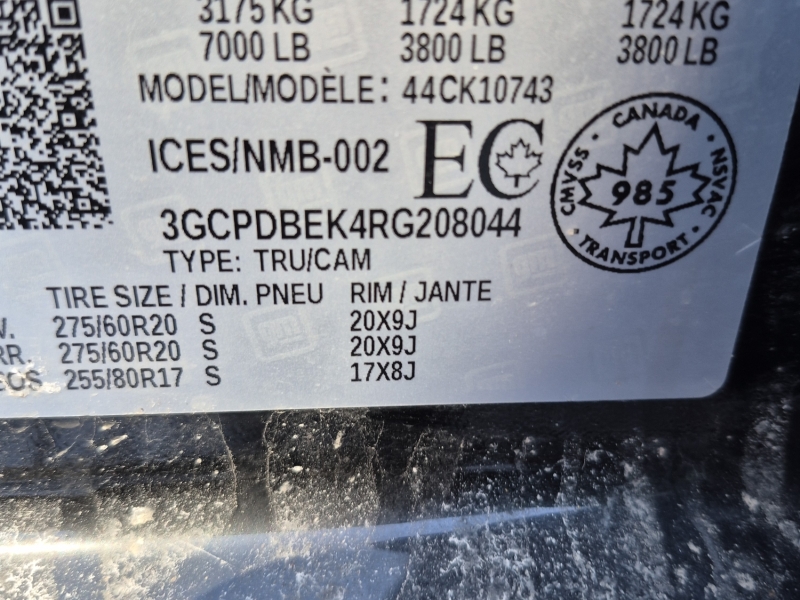 3175 KG 1724 KG 1724 KG
7000 LB 3800 LB 3800 LB
MODEL/MODÈLE: 44CK10743
ICES/NMB-002 EC
CANADA
CMVSS 985 NSVAC
TRANSPORT
3GCPDBEK4RG208044
TYPE: TRU/CAM
TIRE SIZE / DIM. PNEU RIM / JANTE
275/60R20 S 20X9J
RR. 275/60R20 S 20X9J
255/80R17 S 17X8J